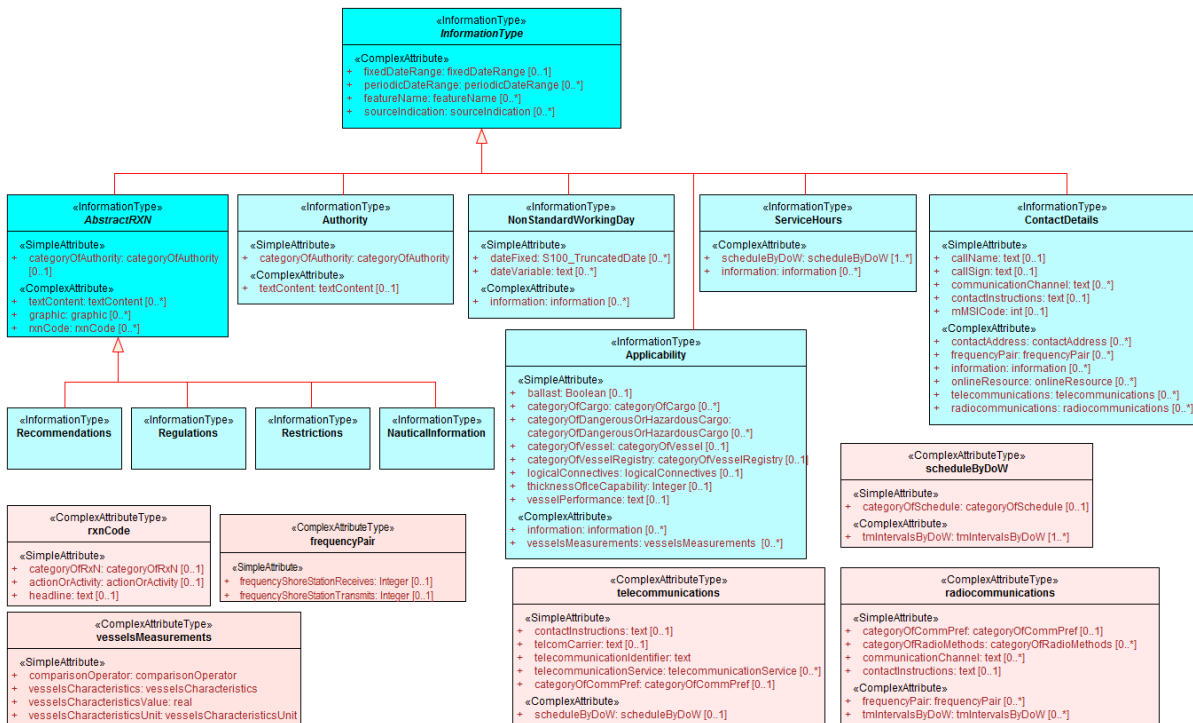 «InformationType»
InformationType
«ComplexAttribute»
+ fixedDateRange: fixedDateRange [0..1]
+ periodicDateRange: periodicDateRange [0..*]
+ featureName: featureName [0..*]
+ sourceIndication: sourceIndication [0..*]
«InformationType»
AbstractRXN
«SimpleAttribute»
+ categoryOfAuthority: categoryOfAuthority
[0..1]
«ComplexAttribute»
+ textContent: textContent [0..*]
+ graphic: graphic [0..*]
+ rxnCode: rxnCode [0..*]
«InformationType»
Authority
«SimpleAttribute»
+ categoryOfAuthority: categoryOfAuthority
«ComplexAttribute»
+ textContent: textContent [0..1]
«InformationType»
NonStandardWorkingDay
«SimpleAttribute»
+ dateFixed: S100_TruncatedDate [0..*]
+ dateVariable: text [0..*]
«ComplexAttribute»
+ information: information [0..*]
«InformationType»
ServiceHours
«ComplexAttribute»
+ scheduleByDoW: scheduleByDoW [1..*]
+ information: information [0..*]
«InformationType»
ContactDetails
«SimpleAttribute»
+ callName: text [0..1]
+ callSign: text [0..1]
+ communicationChannel: text [0..*]
+ contactInstructions: text [0..1]
+ mMSICode: int [0..1]
«ComplexAttribute»
+ contactAddress: contactAddress [0..*]
+ frequencyPair: frequencyPair [0..*]
+ information: information [0..*]
+ onlineResource: onlineResource [0..*]
+ telecommunications: telecommunications [0..*]
+ radiocommunications: radiocommunications [0..*]
«InformationType»
Applicability
«SimpleAttribute»
+ ballast: Boolean [0..1]
+ categoryOfCargo: categoryOfCargo [0..*]
+ categoryOfDangerousOrHazardousCargo:
categoryOfDangerousOrHazardousCargo [0..*]
+ categoryOfVessel: categoryOfVessel [0..1]
+ categoryOfVesselRegistry: categoryOfVesselRegistry [0..1]
+ logicalConnectives: logicalConnectives [0..1]
+ thicknessOfIceCapability: Integer [0..1]
+ vesselPerformance: text [0..1]
«ComplexAttribute»
+ information: information [0..*]
+ vesselsMeasurements: vesselsMeasurements [0..*]
«InformationType»
Recommendations
«InformationType»
Regulations
«InformationType»
Restrictions
«InformationType»
NauticalInformation
«ComplexAttributeType»
scheduleByDoW
«SimpleAttribute»
+ categoryOfSchedule: categoryOfSchedule [0..1]
«ComplexAttribute»
+ tmIntervalsByDoW: tmIntervalsByDoW [1..*]
«ComplexAttributeType»
rxnCode
«SimpleAttribute»
+ categoryOfRxN: categoryOfRxN [0..1]
+ actionOrActivity: actionOrActivity [0..1]
+ headline: text [0..1]
«ComplexAttributeType»
frequencyPair
«SimpleAttribute»
+ frequencyShoreStationReceives: Integer [0..1]
+ frequencyShoreStationTransmits: Integer [0..1]
«ComplexAttributeType»
vesselsMeasurements
«SimpleAttribute»
+ comparisonOperator: comparisonOperator
+ vesselsCharacteristics: vesselsCharacteristics
+ vesselsCharacteristicsValue: real
+ vesselsCharacteristicsUnit: vesselsCharacteristicsUnit
«ComplexAttributeType»
telecommunications
«SimpleAttribute»
+ contactInstructions: text [0..1]
+ telcomCarrier: text [0..1]
+ telecommunicationIdentifier: text
+ telecommunicationService: telecommunicationService [0..*]
+ categoryOfCommPref: categoryOfCommPref [0..1]
«ComplexAttribute»
+ scheduleByDoW: scheduleByDoW [0..1]
«ComplexAttributeType»
radiocommunications
«SimpleAttribute»
+ categoryOfCommPref: categoryOfCommPref [0..1]
+ categoryOfRadioMethods: categoryOfRadioMethods [0..*]
+ communicationChannel: text [0..*]
+ contactInstructions: text [0..1]
«ComplexAttribute»
+ frequencyPair: frequencyPair [0..*]
+ tmIntervalsByDoW: tmIntervalsByDoW [0..*]